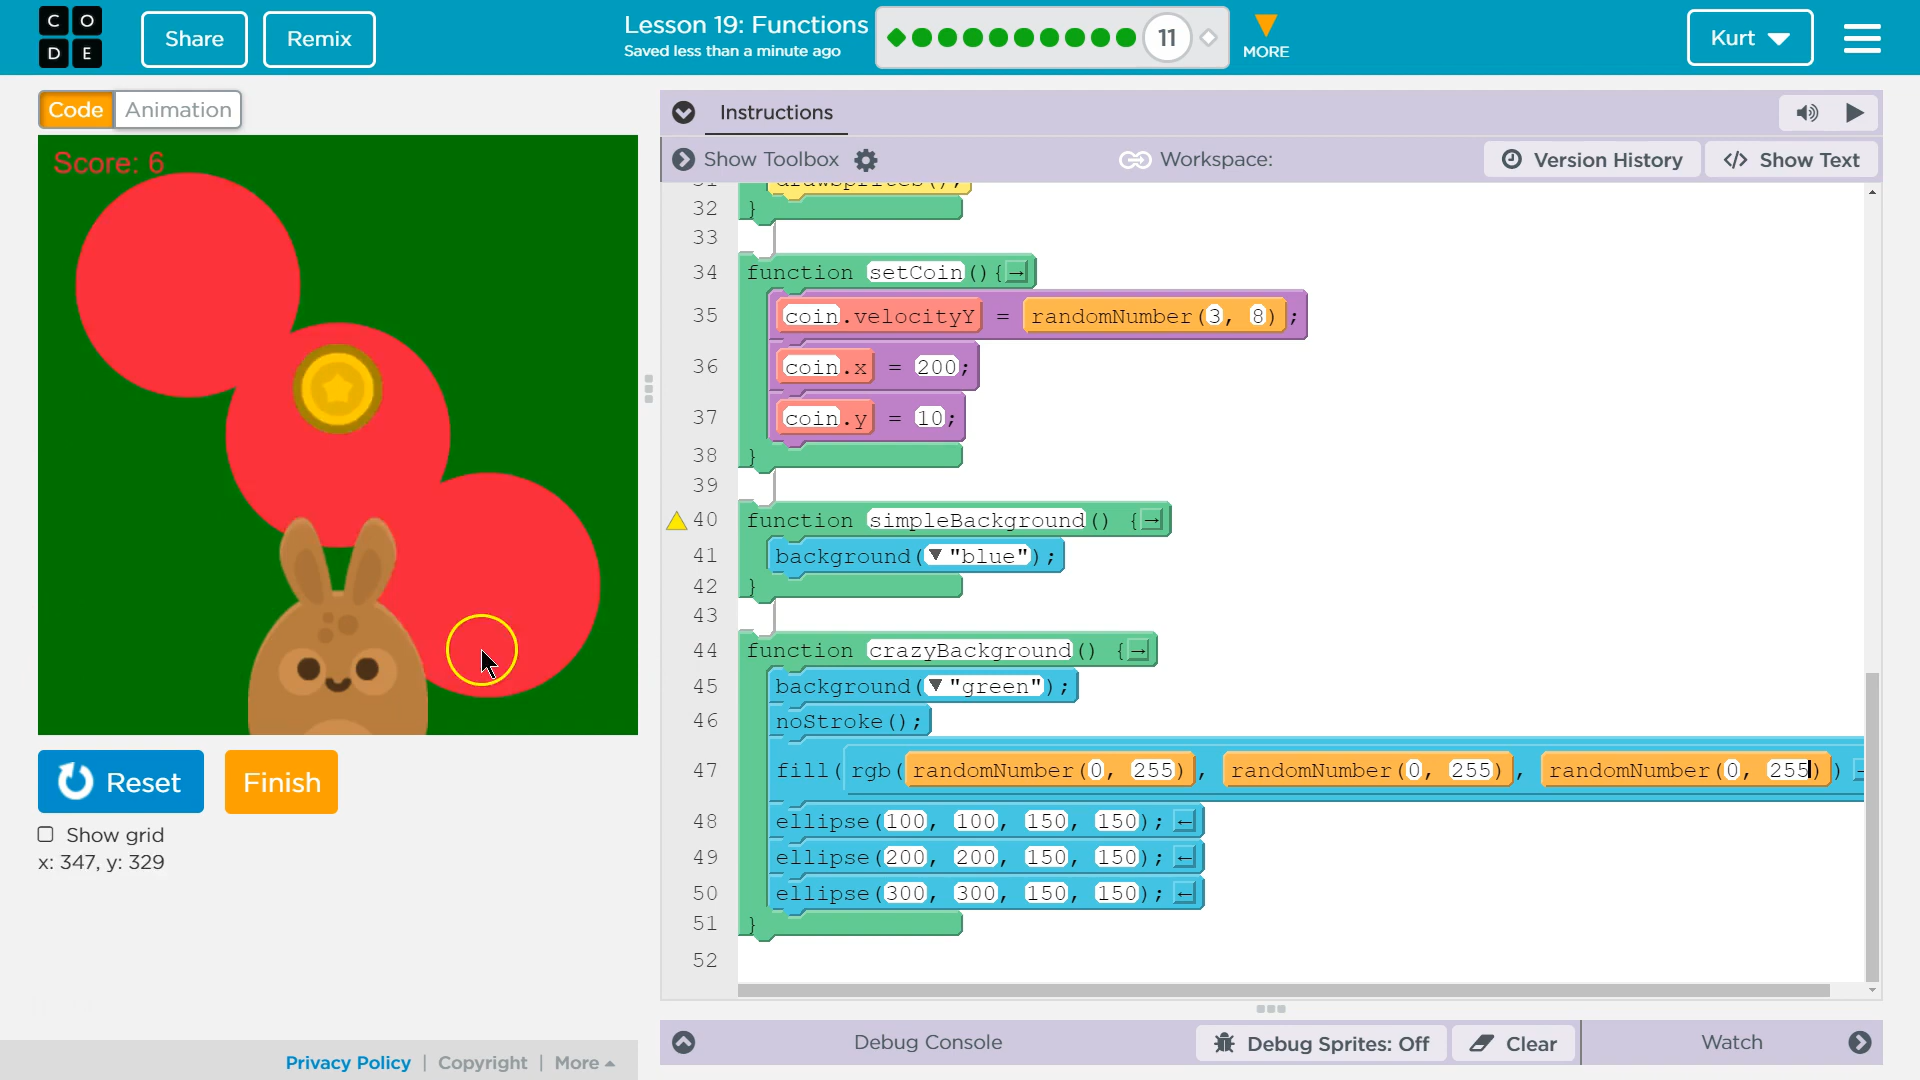 CODE
Share
Remix
Lesson 19: Functions
Saved less than a minute ago
11
MORE
Kurt
Code
Animation
Score: 6
Instructions
Show Toolbox
Workspace:
Version History
</> Show Text
31 drawSprites();
32 }
33
34 function setCoin(){
35 coin.velocityY = randomNumber(3, 8);
36 coin.x = 200;
37 coin.y = 10;
38 }
39
40 function simpleBackground() {
41 background("blue");
42 }
43
44 function crazyBackground() {
45 background("green");
46 noStroke();
47 fill(rgb(randomNumber(0, 255), randomNumber(0, 255), randomNumber(0, 255))
48 ellipse(100, 100, 150, 150);
49 ellipse(200, 200, 150, 150);
50 ellipse(300, 300, 150, 150);
51 }
52
Reset
Finish
Show grid
x: 347, y: 329
Debug Console
Debug Sprites: Off
Clear
Watch
Privacy Policy | Copyright | More